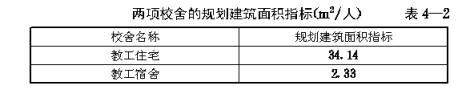 两项校舍的规划建筑面积指标(m²/人) 表4—2
校舍名称 规划建筑面积指标
教工住宅 34.14
教工宿舍 2.33